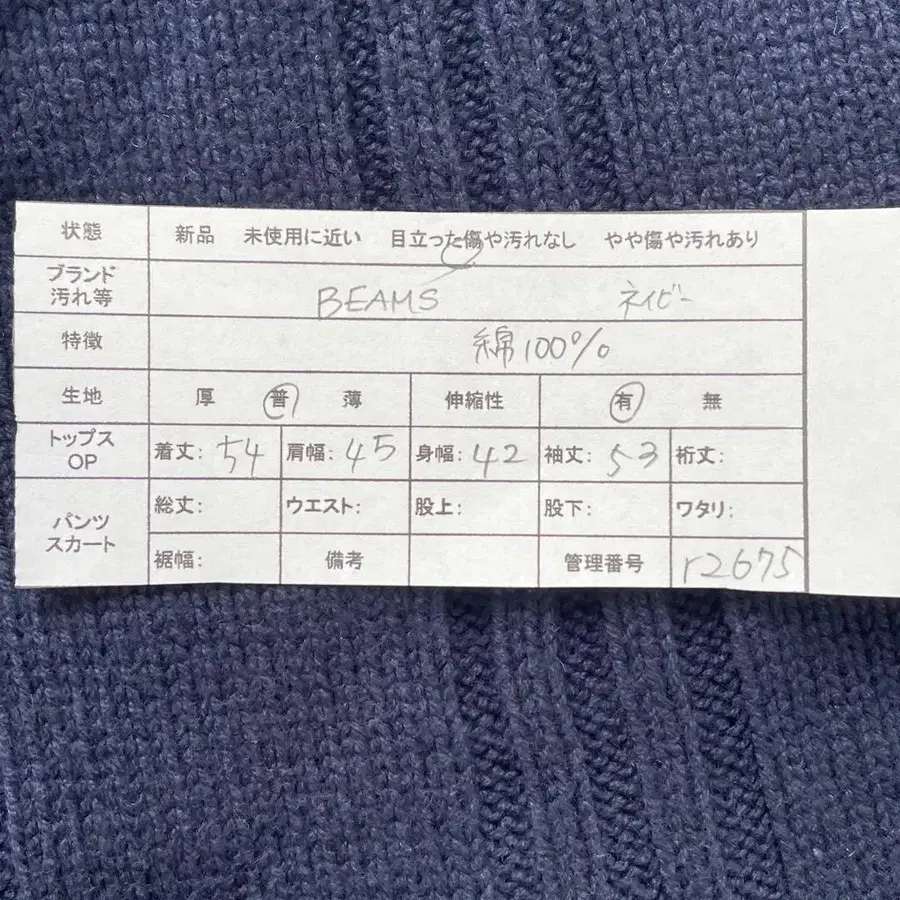 状態 新品 未使用に近い 目立った傷や汚れなし やや傷や汚れあり
ブランド
汚れ等 BEAMS ネイビー
特徴 綿100%
生地 厚 普 薄 伸縮性 有 無
トップス
OP 着丈: 54 肩幅: 45 身幅: 42 袖丈: 53 裄丈:
パンツ
スカート 総丈: ウエスト: 股上: 股下: ワタリ:
裾幅: 備考 管理番号 r2675